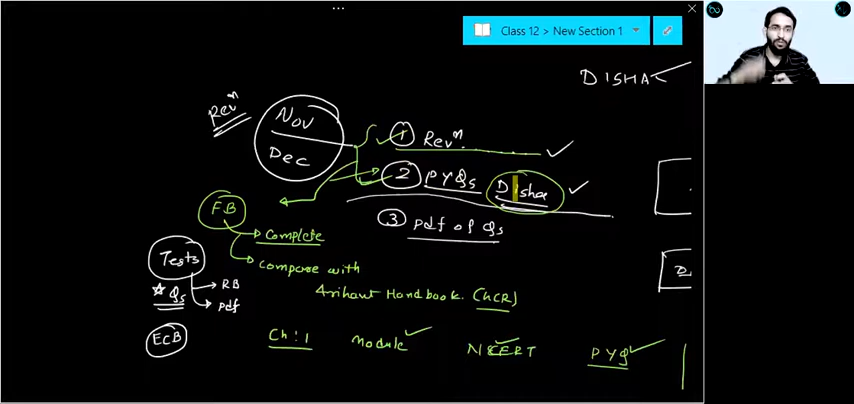 Class 12 > New Section 1
DISHA
Revⁿ
Nov
Dec
1 Revⁿ.
2 PYQs Disha
3 pdf of Qs
FB
Complete
compare with
Arihant Handbook. (HCR)
Tests
Qs
RB
pdf
ECB
Ch:1 Module NCERT PYQ